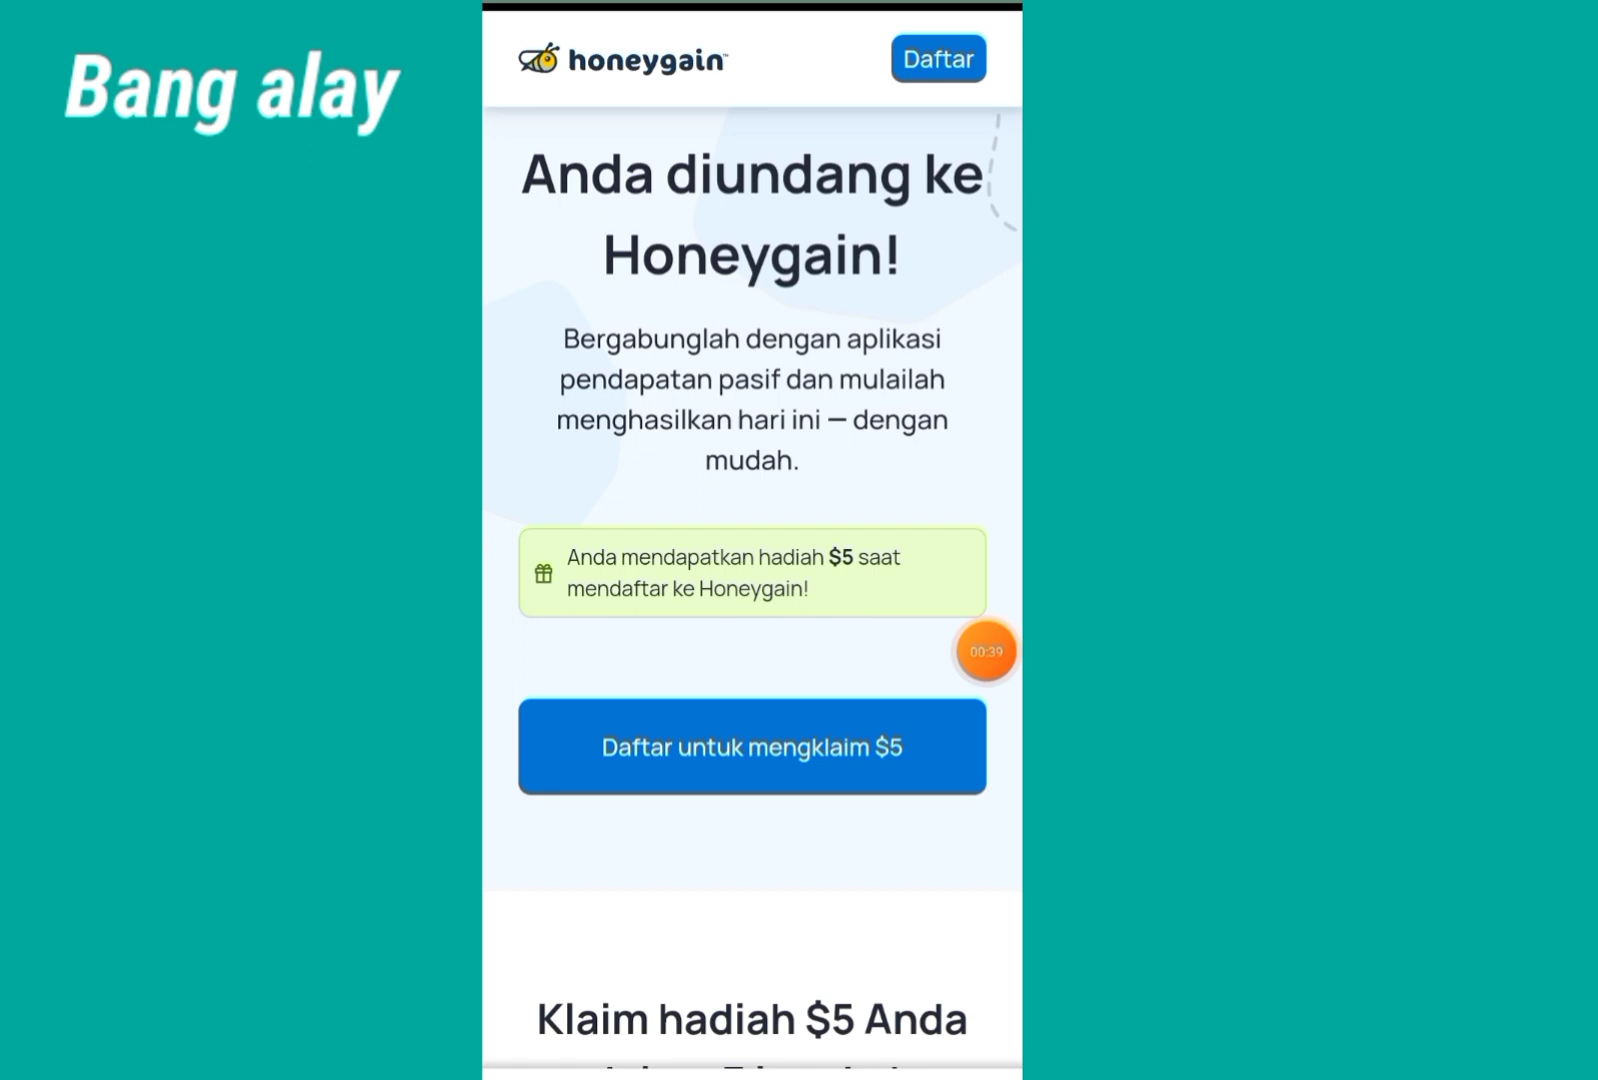 Bang alay
honeygain™
Daftar
Anda diundang ke
Honeygain!
Bergabunglah dengan aplikasi
pendapatan pasif dan mulailah
menghasilkan hari ini — dengan
mudah.
Anda mendapatkan hadiah $5 saat
mendaftar ke Honeygain!
00:39
Daftar untuk mengklaim $5
Klaim hadiah $5 Anda